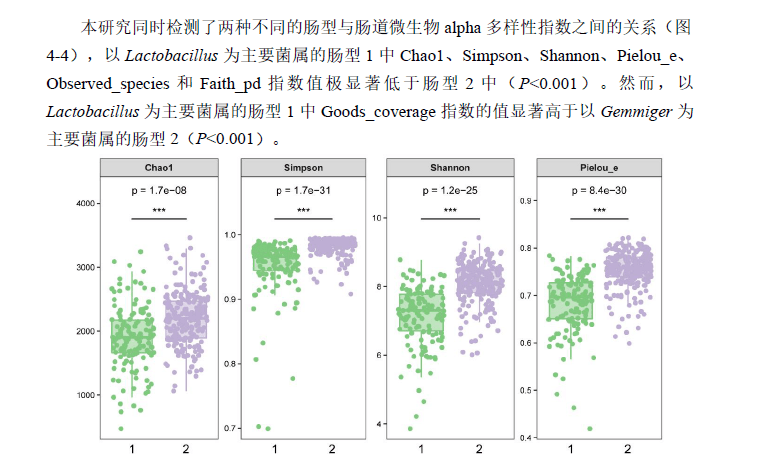 本研究同时检测了两种不同的肠型与肠道微生物 alpha 多样性指数之间的关系（图
4-4），以 Lactobacillus 为主要菌属的肠型 1 中 Chao1、Simpson、Shannon、Pielou_e、
Observed_species 和 Faith_pd 指数值极显著低于肠型 2 中（P<0.001）。然而，以
Lactobacillus 为主要菌属的肠型 1 中 Goods_coverage 指数的值显著高于以 Gemmiger 为
主要菌属的肠型 2（P<0.001）。
Chao1
p = 1.7e−08
***
4000
3000
2000
1000
1 2
Simpson
p = 1.7e−31
***
1.0
0.9
0.8
0.7
1 2
Shannon
p = 1.2e−25
***
10
8
6
4
1 2
Pielou_e
p = 8.4e−30
***
0.9
0.8
0.7
0.6
0.5
0.4
1 2